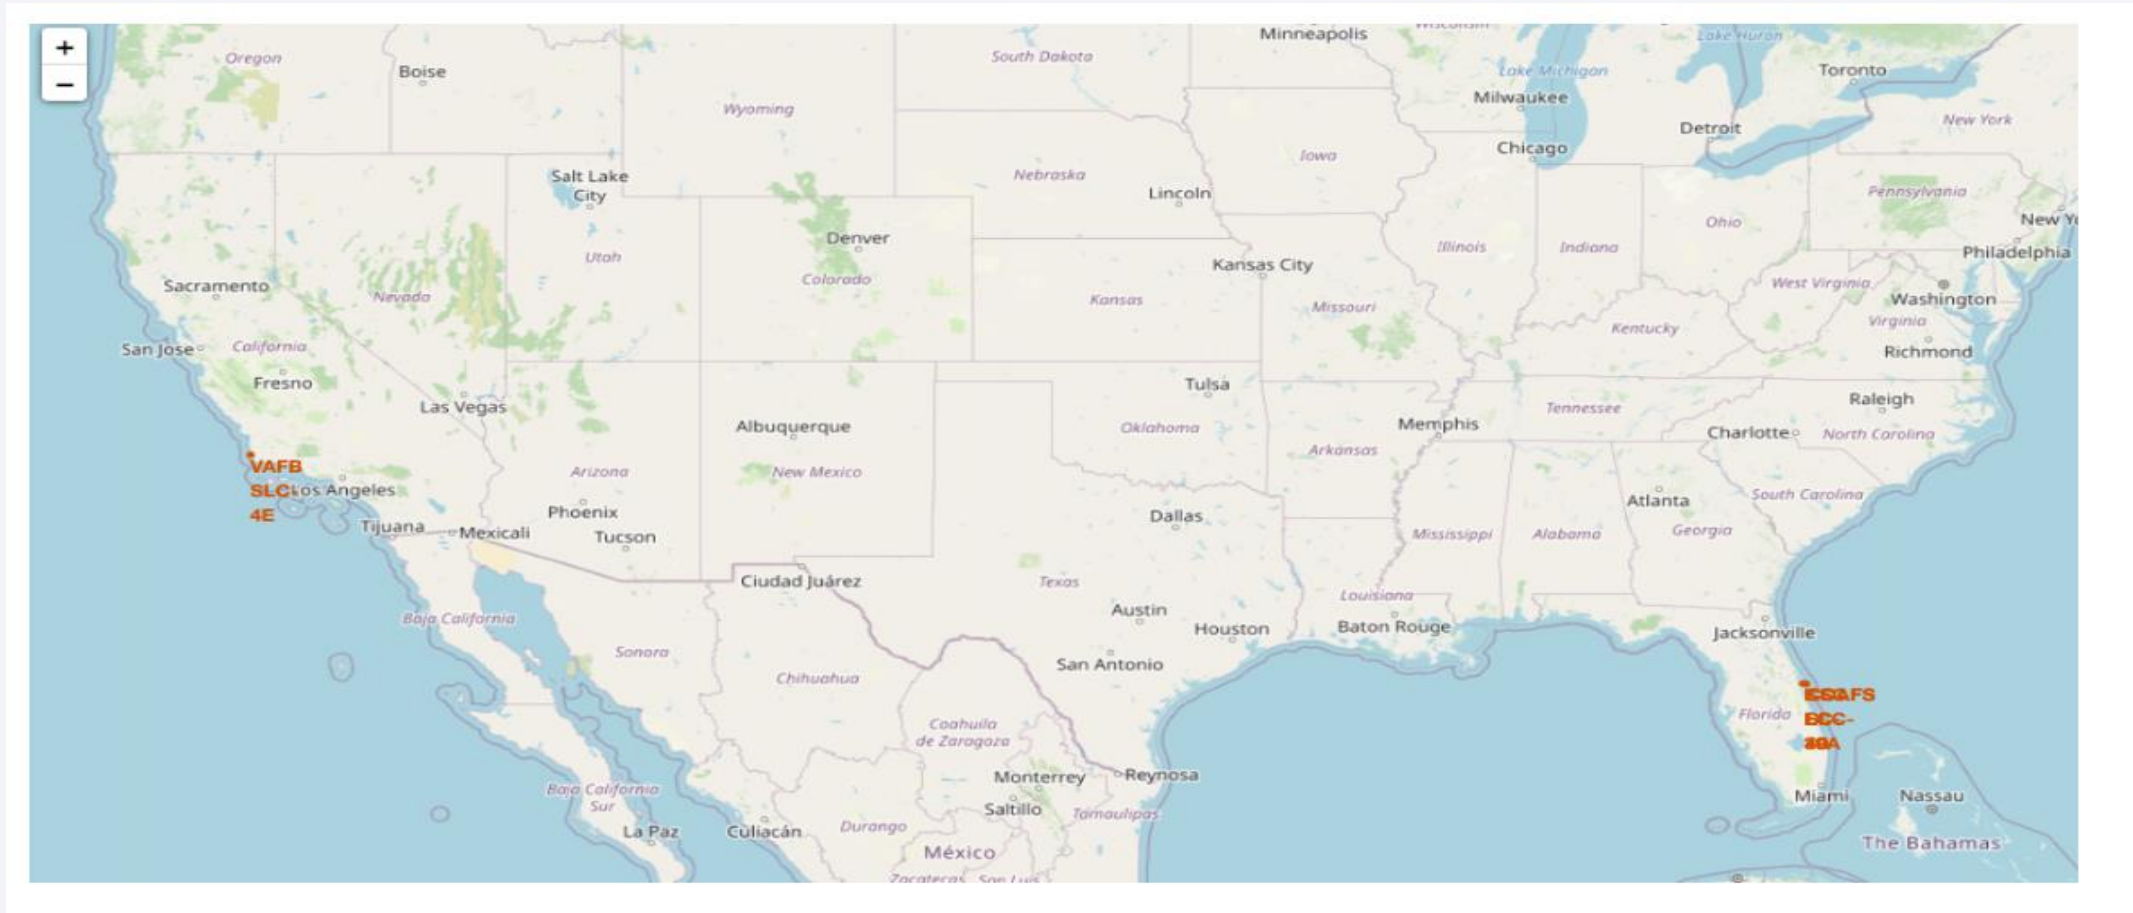 +
−
Minneapolis
Wisconsin
Lake Huron
Oregon
Boise
South Dakota
Lake Michigan
Toronto
Wyoming
Milwaukee
Detroit
New York
Chicago
Iowa
Salt Lake
City
Nebraska
Lincoln
Pennsylvania
Ohio
New Y
Denver
Utah
Illinois
Indiana
Philadelphia
Kansas City
Colorado
Sacramento
Nevada
Kansas
Missouri
West Virginia
Washington
Virginia
Kentucky
San Jose
California
Richmond
Fresno
Las Vegas
Tulsa
Raleigh
Tennessee
Albuquerque
Oklahoma
Memphis
Charlotte
North Carolina
Arkansas
VAFB
SLC-
4E
Los Angeles
Arizona
New Mexico
Atlanta
South Carolina
Phoenix
Dallas
Tijuana
Mexicali
Tucson
Mississippi
Alabama
Georgia
Ciudad Juárez
Texas
Louisiana
Austin
Baja California
Houston
Baton Rouge
Jacksonville
Sonora
San Antonio
Chihuahua
Florida
Coahuila
de Zaragoza
Monterrey
Reynosa
Baja California
Sur
Saltillo
Tamaulipas
Miami
Nassau
La Paz
Culiacán
Durango
México
The Bahamas
Zacatecas
San Luis